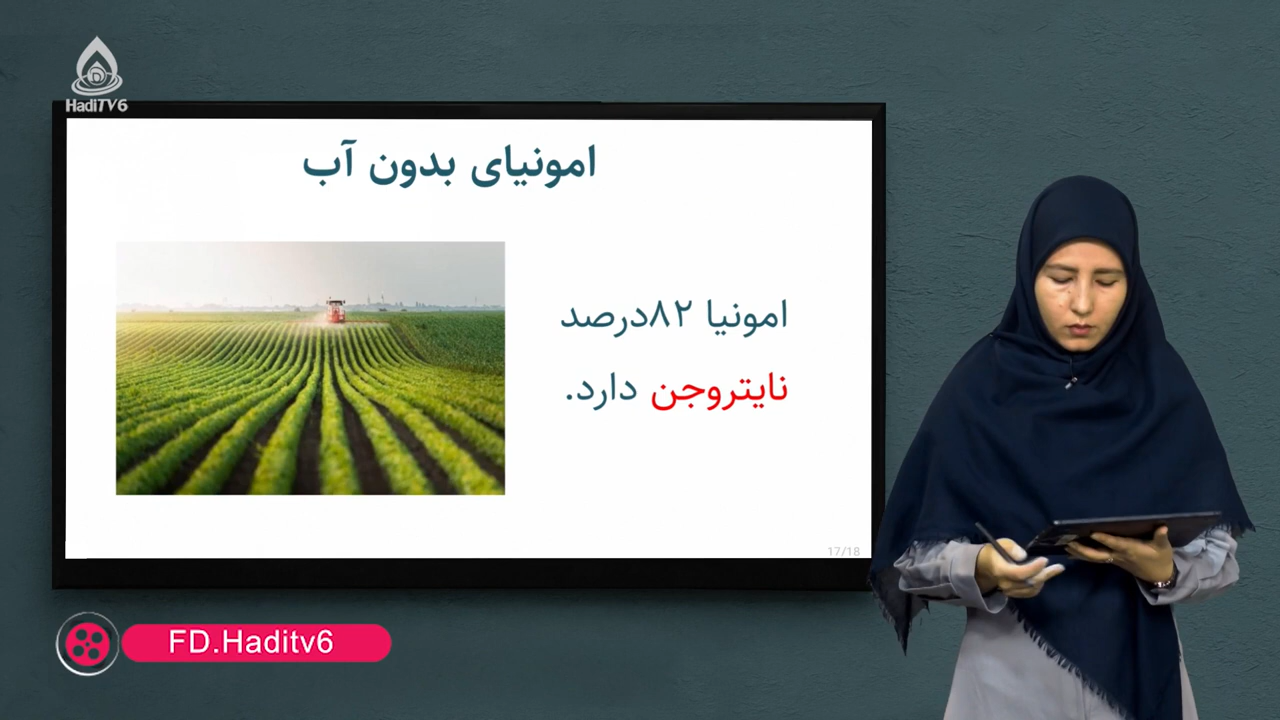 HadiTV6
امونیای بدون آب
امونیا ۸۲درصد
نایتروجن دارد.
17/18
FD.Haditv6